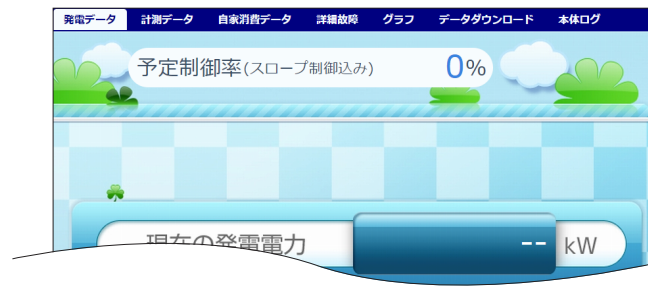 発電データ 計測データ 自家消費データ 詳細故障 グラフ データダウンロード 本体ログ
予定制御率(スロープ制御込み) 0%
現在の発電電力 -- kW